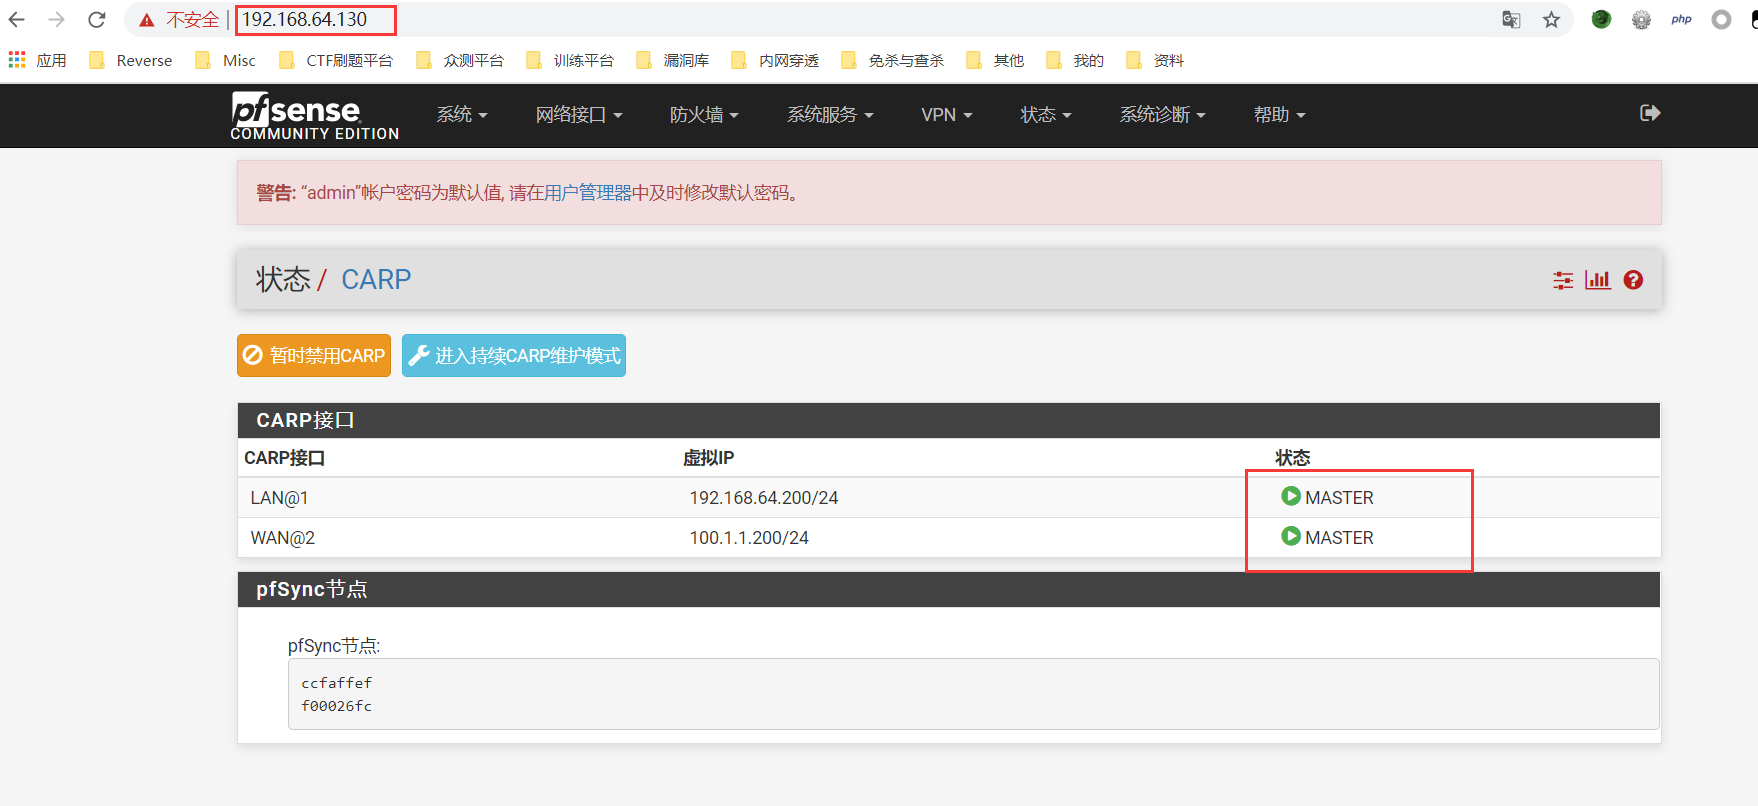 不安全 | 192.168.64.130
php
应用 Reverse Misc CTF刷题平台 众测平台 训练平台 漏洞库 内网穿透 免杀与查杀 其他 我的 资料
pfsense
COMMUNITY EDITION
系统 网络接口 防火墙 系统服务 VPN 状态 系统诊断 帮助
警告: “admin”帐户密码为默认值, 请在用户管理器中及时修改默认密码。
状态 / CARP
暂时禁用CARP 进入持续CARP维护模式
CARP接口
CARP接口 虚拟IP 状态
LAN@1 192.168.64.200/24 MASTER
WAN@2 100.1.1.200/24 MASTER
pfSync节点
pfSync节点:
ccfaffef
f00026fc